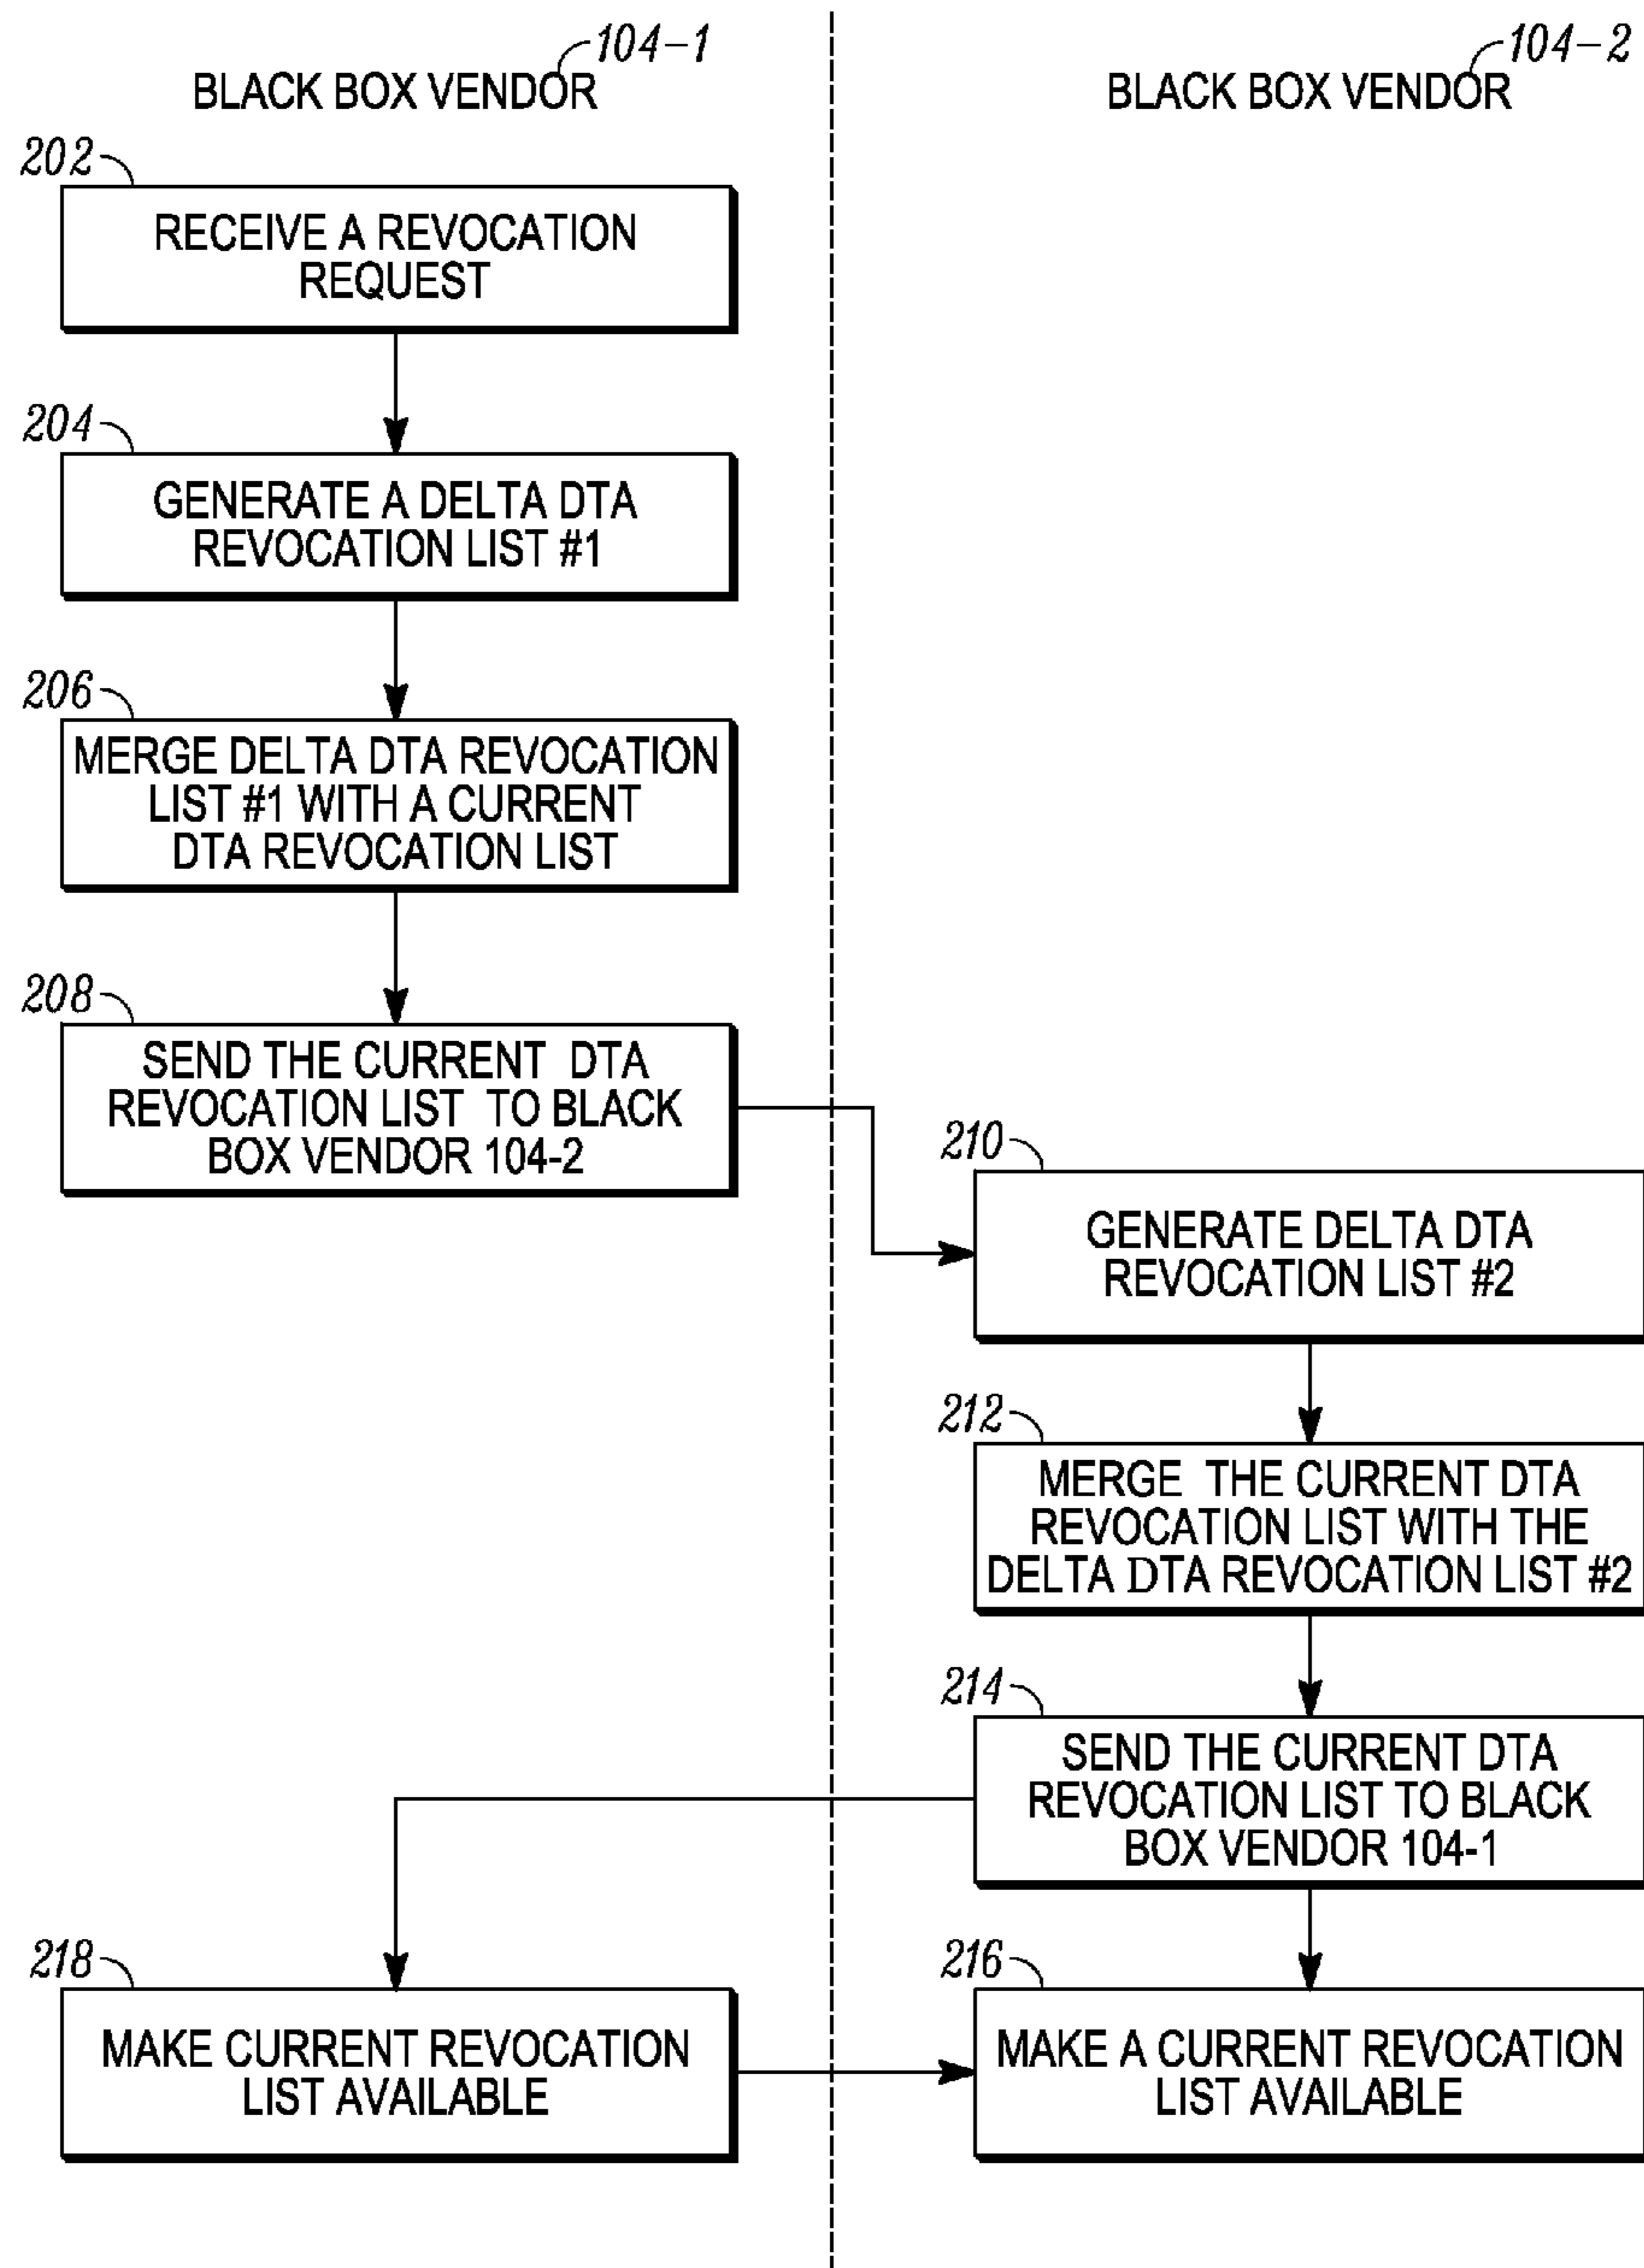 104-1
BLACK BOX VENDOR
104-2
BLACK BOX VENDOR
202
RECEIVE A REVOCATION
REQUEST
204
GENERATE A DELTA DTA
REVOCATION LIST #1
206
MERGE DELTA DTA REVOCATION
LIST #1 WITH A CURRENT
DTA REVOCATION LIST
208
SEND THE CURRENT DTA
REVOCATION LIST TO BLACK
BOX VENDOR 104-2
210
GENERATE DELTA DTA
REVOCATION LIST #2
212
MERGE THE CURRENT DTA
REVOCATION LIST WITH THE
DELTA DTA REVOCATION LIST #2
214
SEND THE CURRENT DTA
REVOCATION LIST TO BLACK
BOX VENDOR 104-1
218
MAKE CURRENT REVOCATION
LIST AVAILABLE
216
MAKE A CURRENT REVOCATION
LIST AVAILABLE